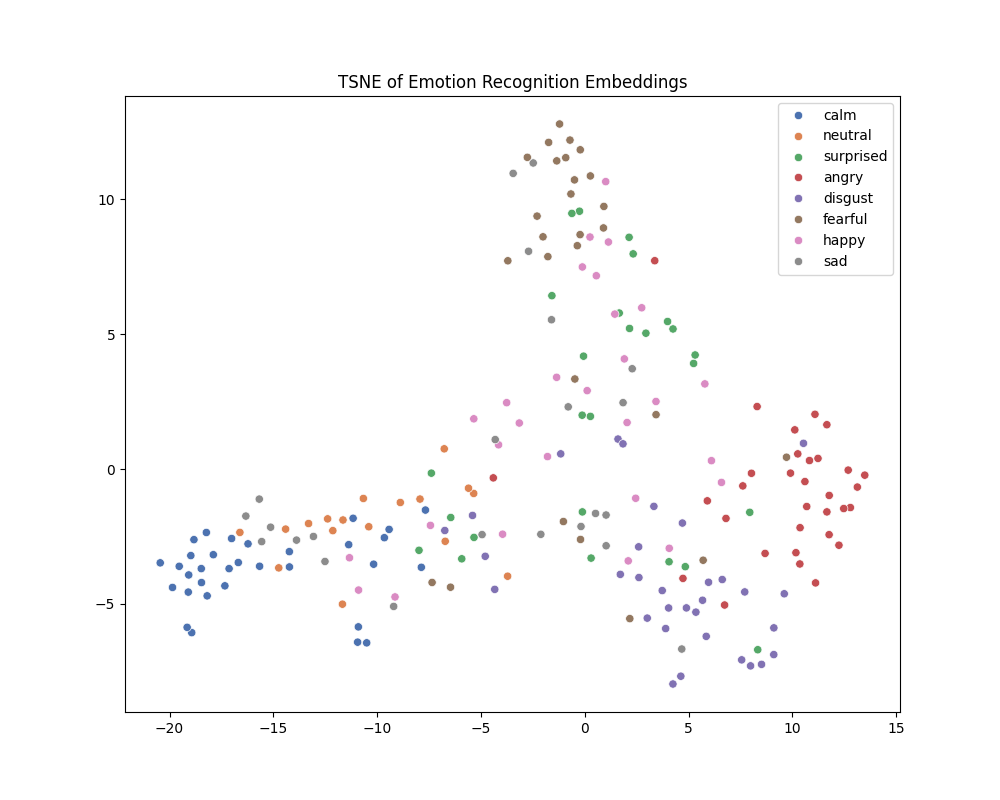 TSNE of Emotion Recognition Embeddings
calm
neutral
surprised
angry
disgust
fearful
happy
sad
10
5
0
−5
−20
−15
−10
−5
0
5
10
15